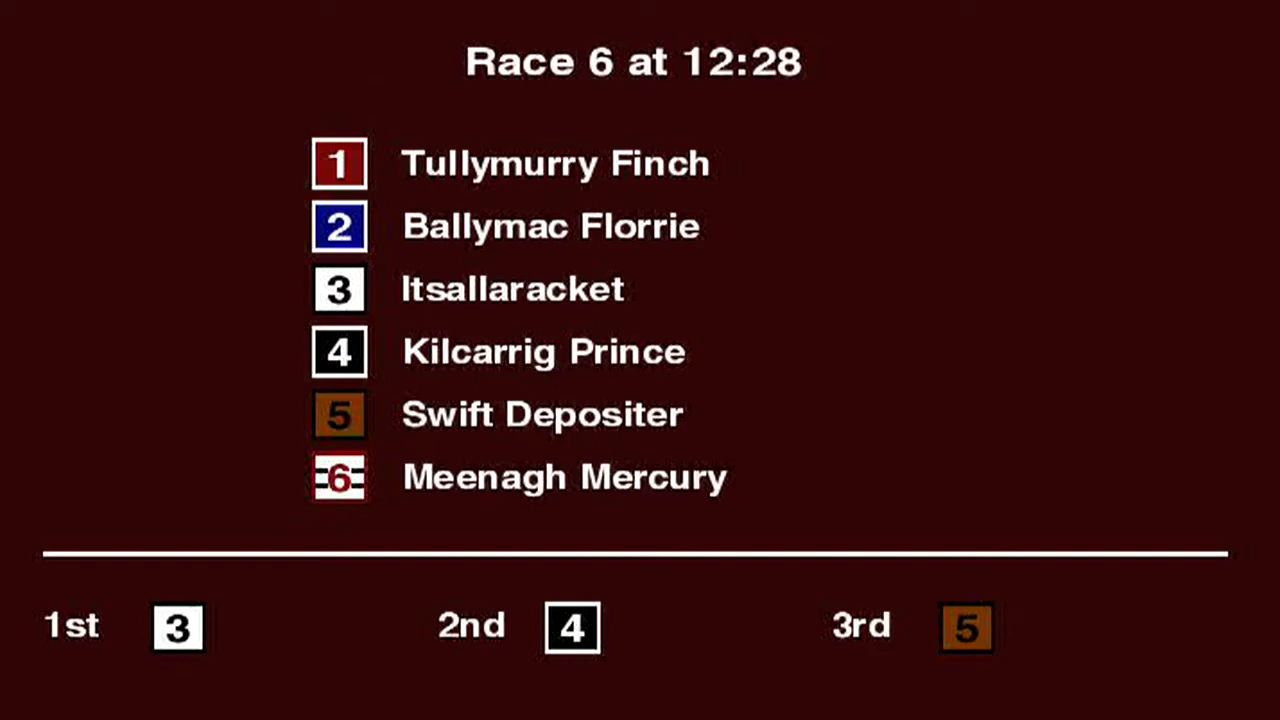 Race 6 at 12:28
1 Tullymurry Finch
2 Ballymac Florrie
3 Itsallaracket
4 Kilcarrig Prince
5 Swift Depositer
6 Meenagh Mercury
1st 3 2nd 4 3rd 5